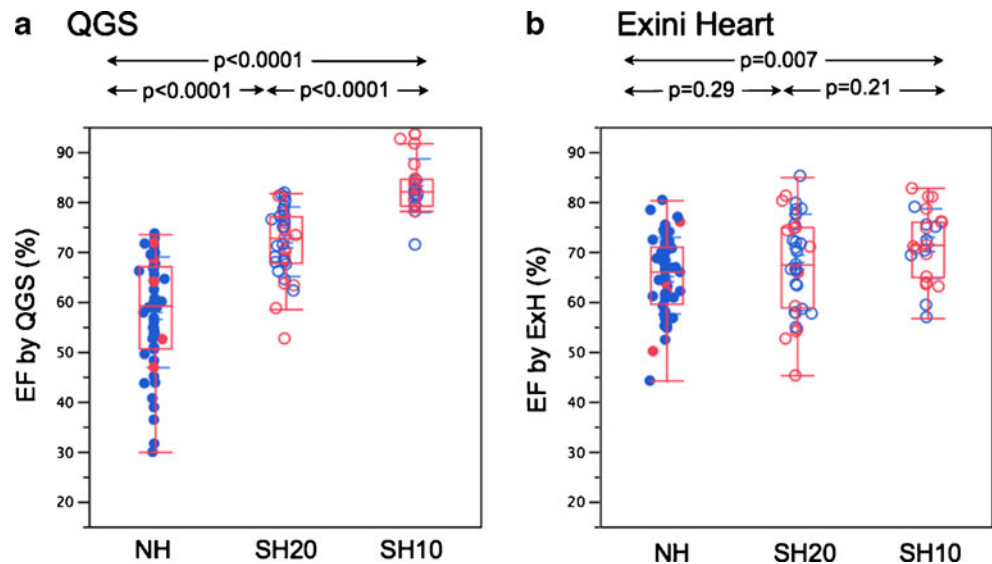 a QGS
p<0.0001
p<0.0001 p<0.0001
EF by QGS (%)
90
80
70
60
50
40
30
20
NH SH20 SH10
b Exini Heart
p=0.007
p=0.29 p=0.21
EF by ExH (%)
90
80
70
60
50
40
30
20
NH SH20 SH10